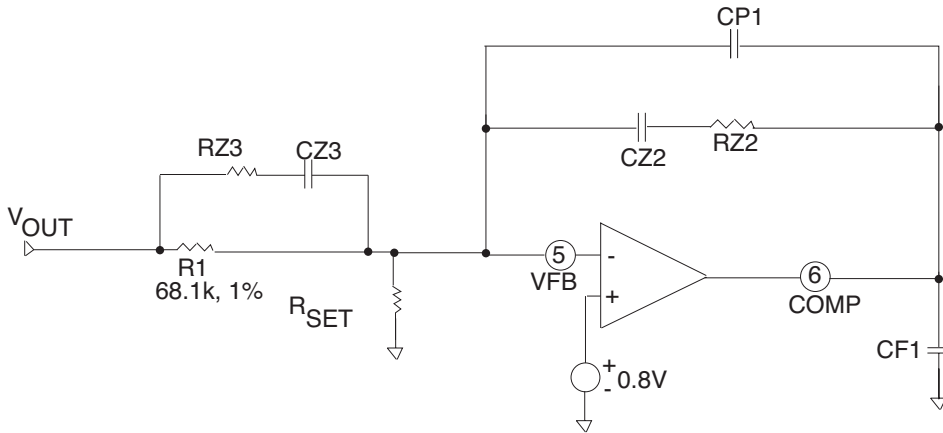 CP1
RZ3
CZ3
CZ2
RZ2
VOUT
R1
68.1k, 1%
RSET
5
VFB
-
+
6
COMP
CF1
+
-
0.8V